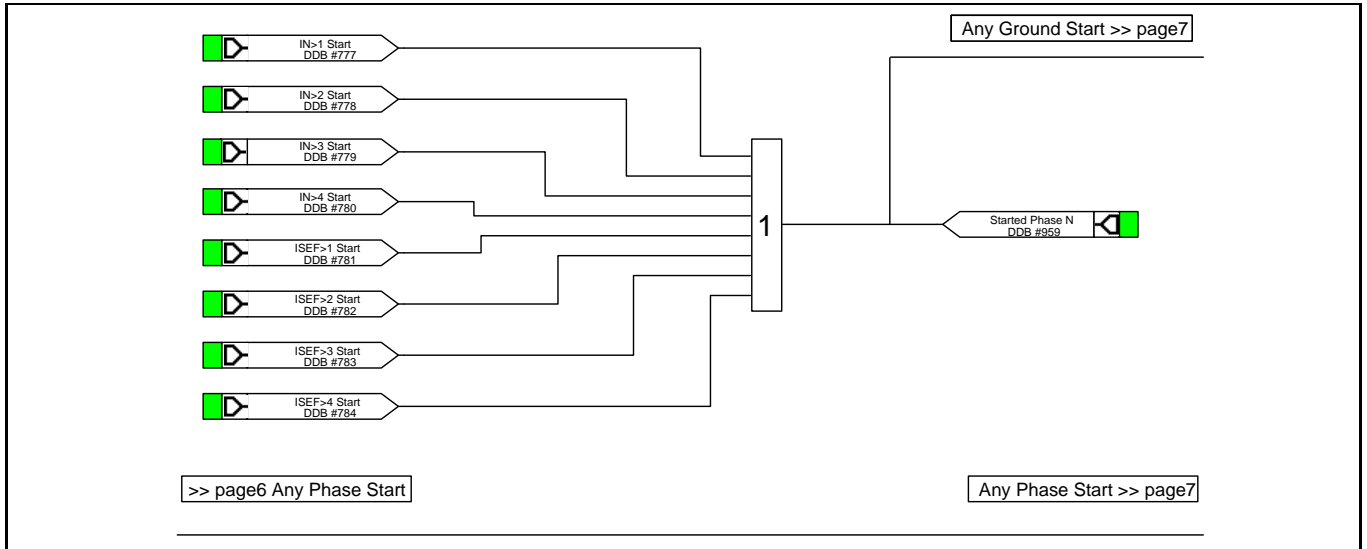 Any Ground Start >> page7
IN>1 Start
DDB #777
IN>2 Start
DDB #778
IN>3 Start
DDB #779
IN>4 Start
DDB #780
ISEF>1 Start
DDB #781
ISEF>2 Start
DDB #782
ISEF>3 Start
DDB #783
ISEF>4 Start
DDB #784
1
Started Phase N
DDB #959
>> page6 Any Phase Start
Any Phase Start >> page7